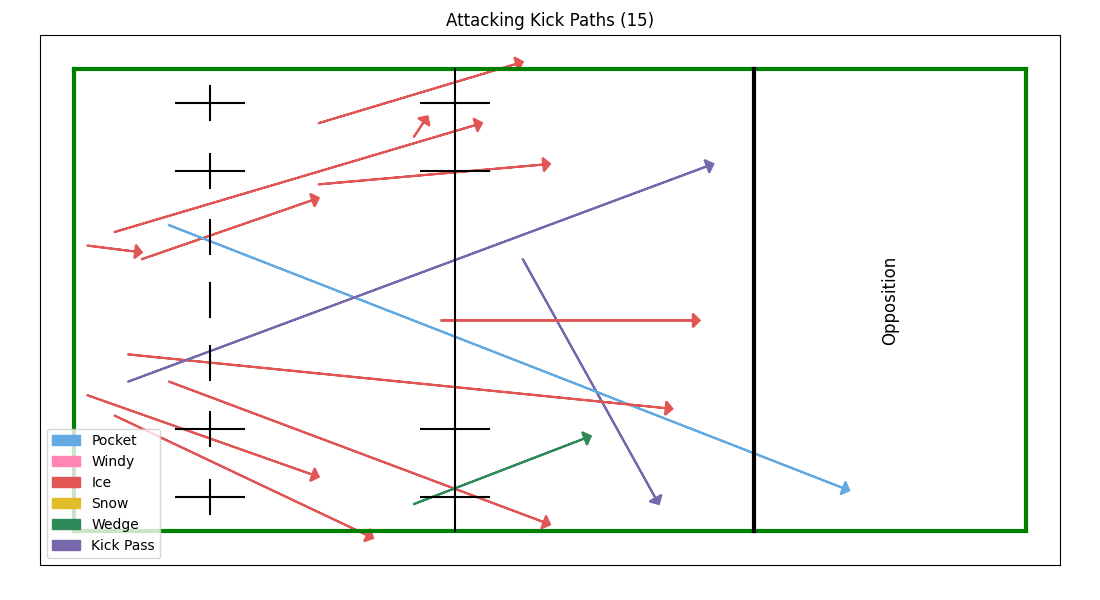 Attacking Kick Paths (15)
Opposition
Pocket
Windy
Ice
Snow
Wedge
Kick Pass